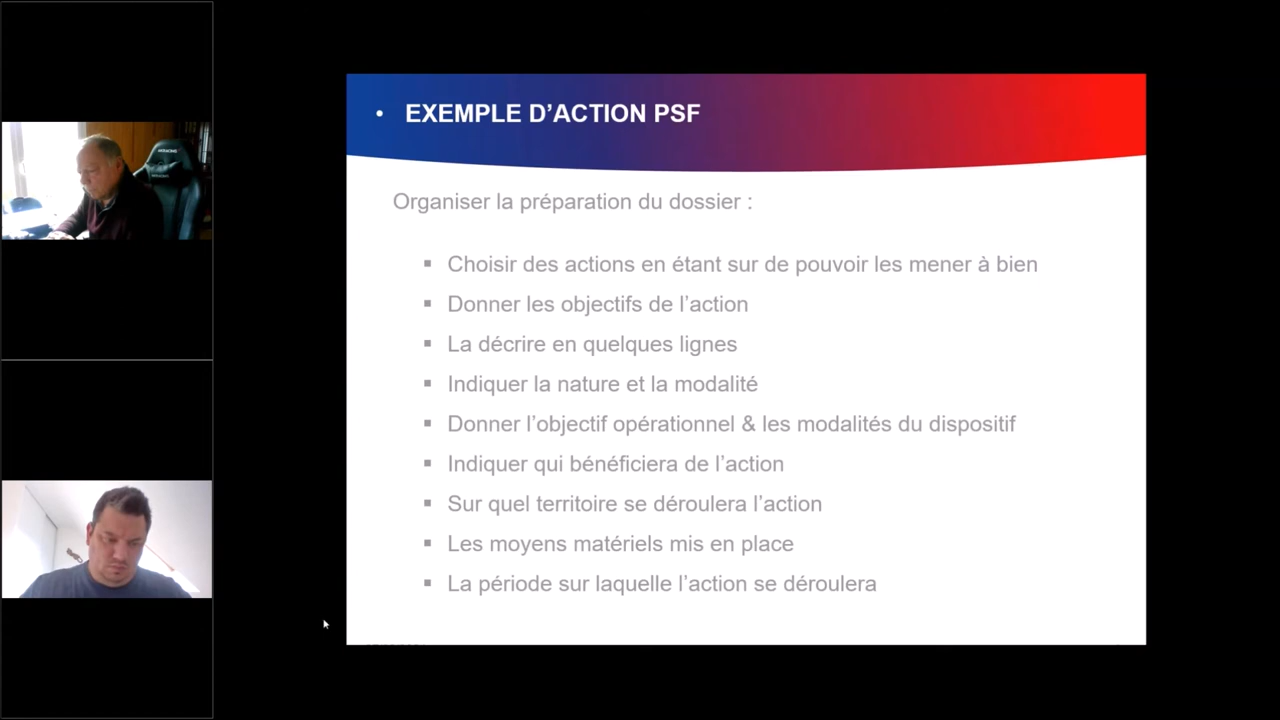 • EXEMPLE D’ACTION PSF
Organiser la préparation du dossier :
▪ Choisir des actions en étant sur de pouvoir les mener à bien
▪ Donner les objectifs de l’action
▪ La décrire en quelques lignes
▪ Indiquer la nature et la modalité
▪ Donner l’objectif opérationnel & les modalités du dispositif
▪ Indiquer qui bénéficiera de l’action
▪ Sur quel territoire se déroulera l’action
▪ Les moyens matériels mis en place
▪ La période sur laquelle l’action se déroulera